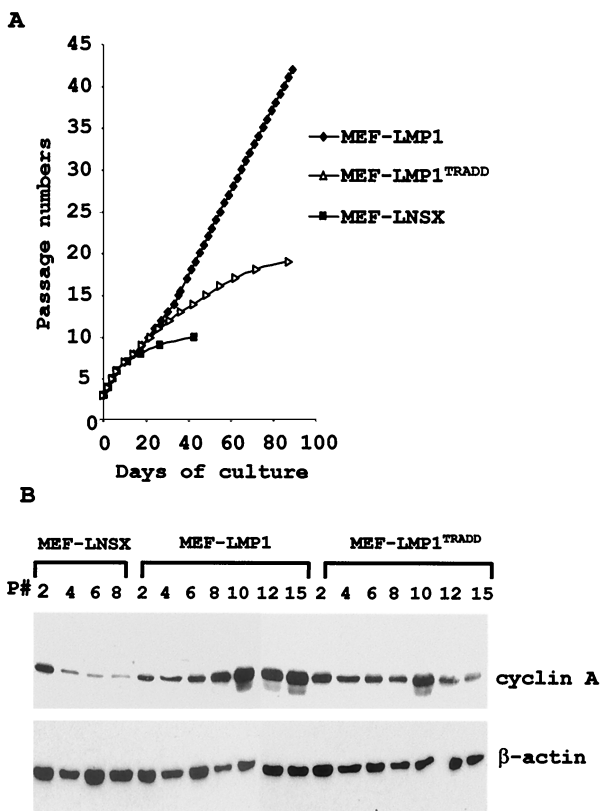 A
45
40
35
30
25
20
15
10
5
0
Passage numbers
0 20 40 60 80 100
Days of culture
MEF-LMP1
MEF-LMP1TRADD
MEF-LNSX
B
MEF-LNSX MEF-LMP1 MEF-LMP1TRADD
P# 2 4 6 8 2 4 6 8 10 12 15 2 4 6 8 10 12 15
cyclin A
β-actin